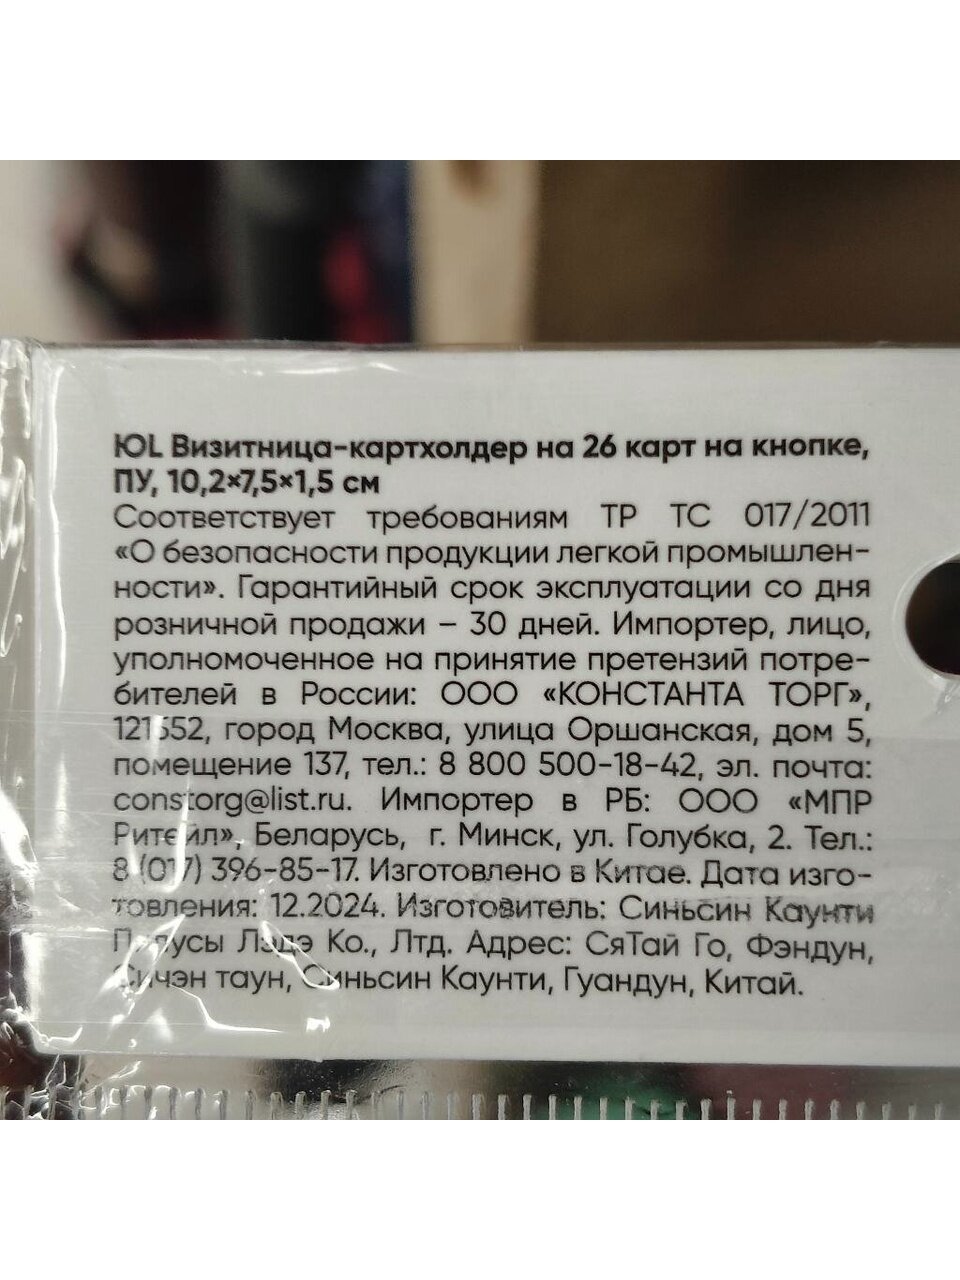 ЮL Визитница-картхолдер на 26 карт на кнопке,
ПУ, 10,2×7,5×1,5 см
Соответствует требованиям ТР ТС 017/2011
«О безопасности продукции легкой промышлен-
ности». Гарантийный срок эксплуатации со дня
розничной продажи – 30 дней. Импортер, лицо,
уполномоченное на принятие претензий потре-
бителей в России: ООО «КОНСТАНТА ТОРГ»,
121552, город Москва, улица Оршанская, дом 5,
помещение 137, тел.: 8 800 500-18-42, эл. почта:
constorg@list.ru. Импортер в РБ: ООО «МПР
Ритейл», Беларусь, г. Минск, ул. Голубка, 2. Тел.:
8 (017) 396-85-17. Изготовлено в Китае. Дата изго-
товления: 12.2024. Изготовитель: Синьсин Каунти
Лэдэ Ко., Лтд. Адрес: СяТай Го, Фэндун,
таун, Синьсин Каунти, Гуандун, Китай.